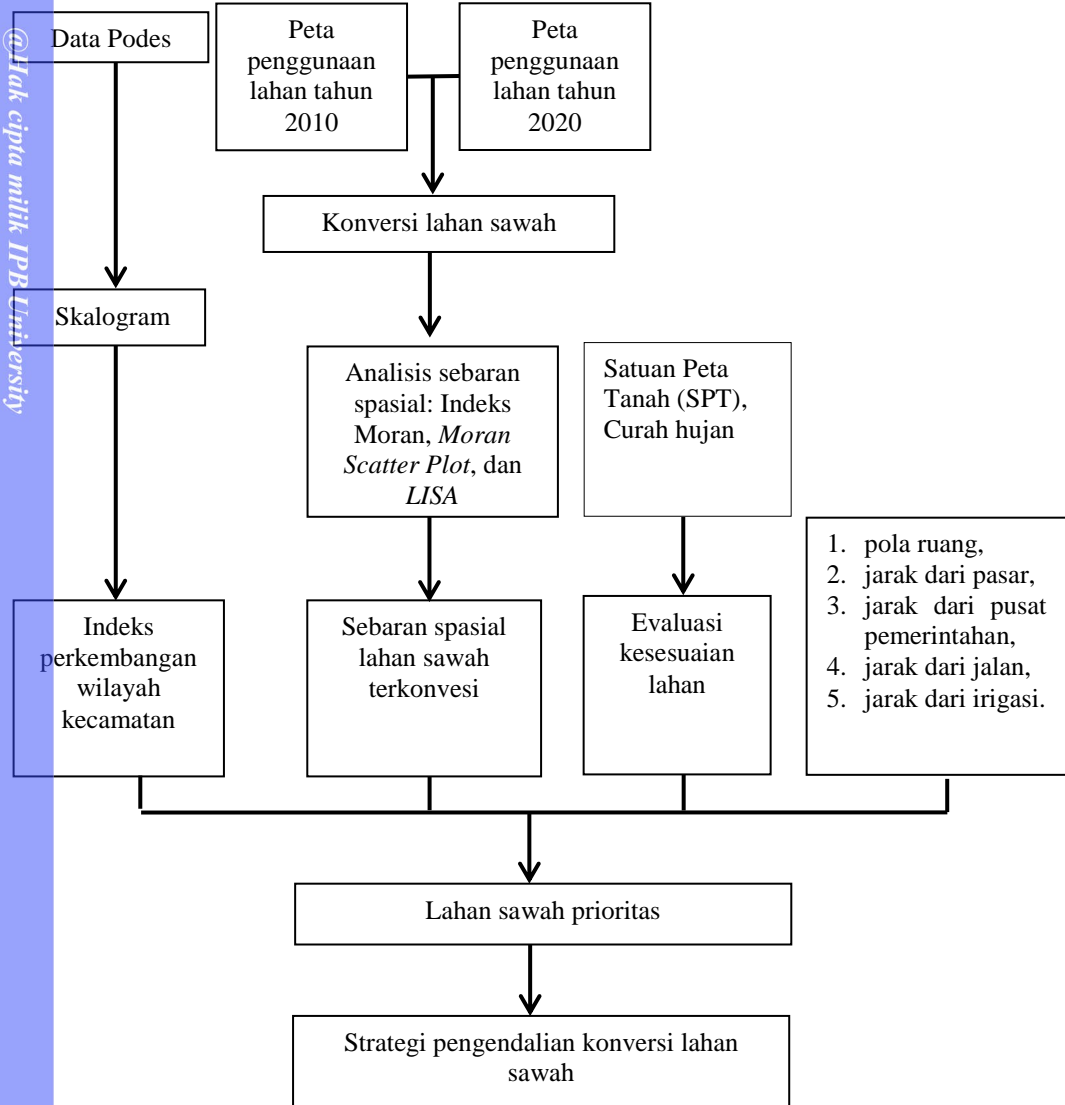 @Hak cipta milik IPB University
Data Podes
Peta
penggunaan
lahan tahun
2010
Peta
penggunaan
lahan tahun
2020
Konversi lahan sawah
Skalogram
Analisis sebaran
spasial: Indeks
Moran, Moran
Scatter Plot, dan
LISA
Satuan Peta
Tanah (SPT),
Curah hujan
Indeks
perkembangan
wilayah
kecamatan
Sebaran spasial
lahan sawah
terkonvesi
Evaluasi
kesesuaian
lahan
1. pola ruang,
2. jarak dari pasar,
3. jarak dari pusat
pemerintahan,
4. jarak dari jalan,
5. jarak dari irigasi.
Lahan sawah prioritas
Strategi pengendalian konversi lahan
sawah